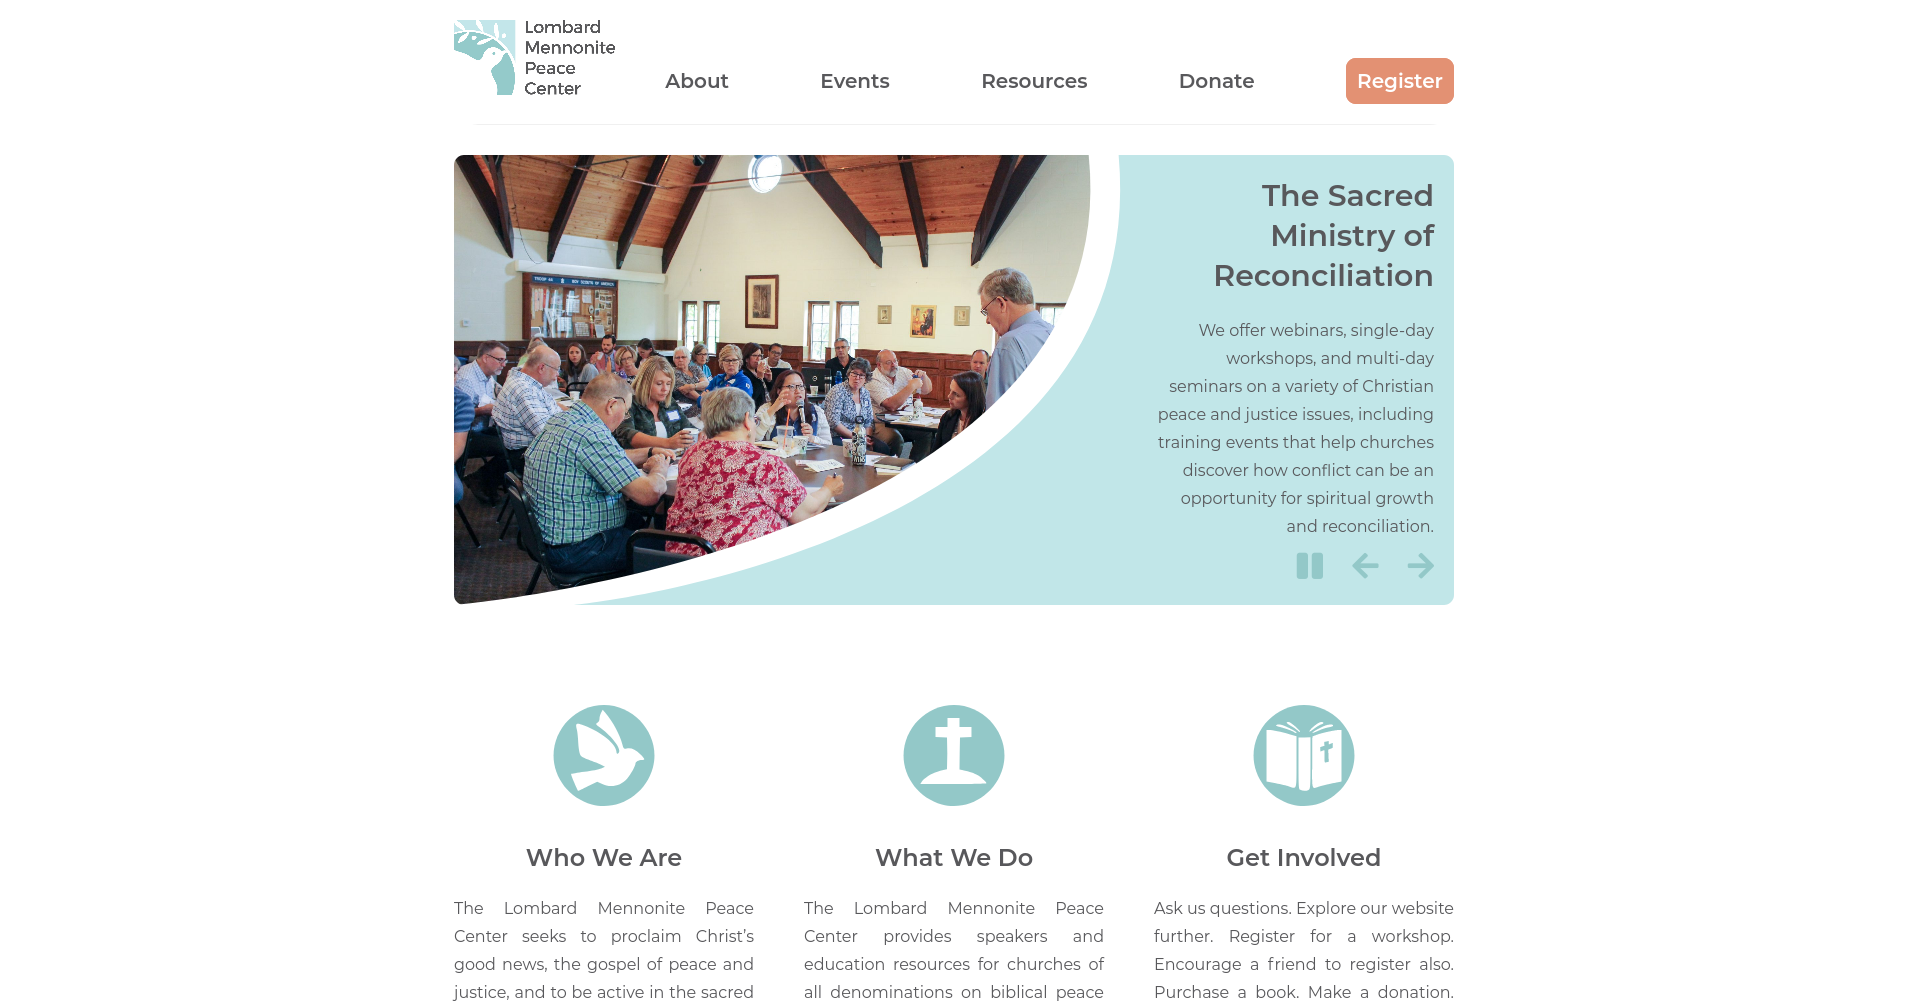 Lombard
Mennonite
Peace
Center
About
Events
Resources
Donate
Register
TROOP 46 BOY SCOUTS OF AMERICA
The Sacred
Ministry of
Reconciliation
We offer webinars, single-day
workshops, and multi-day
seminars on a variety of Christian
peace and justice issues, including
training events that help churches
discover how conflict can be an
opportunity for spiritual growth
and reconciliation.
Who We Are
The Lombard Mennonite Peace
Center seeks to proclaim Christ’s
good news, the gospel of peace and
justice, and to be active in the sacred
What We Do
The Lombard Mennonite Peace
Center provides speakers and
education resources for churches of
all denominations on biblical peace
Get Involved
Ask us questions. Explore our website
further. Register for a workshop.
Encourage a friend to register also.
Purchase a book. Make a donation.